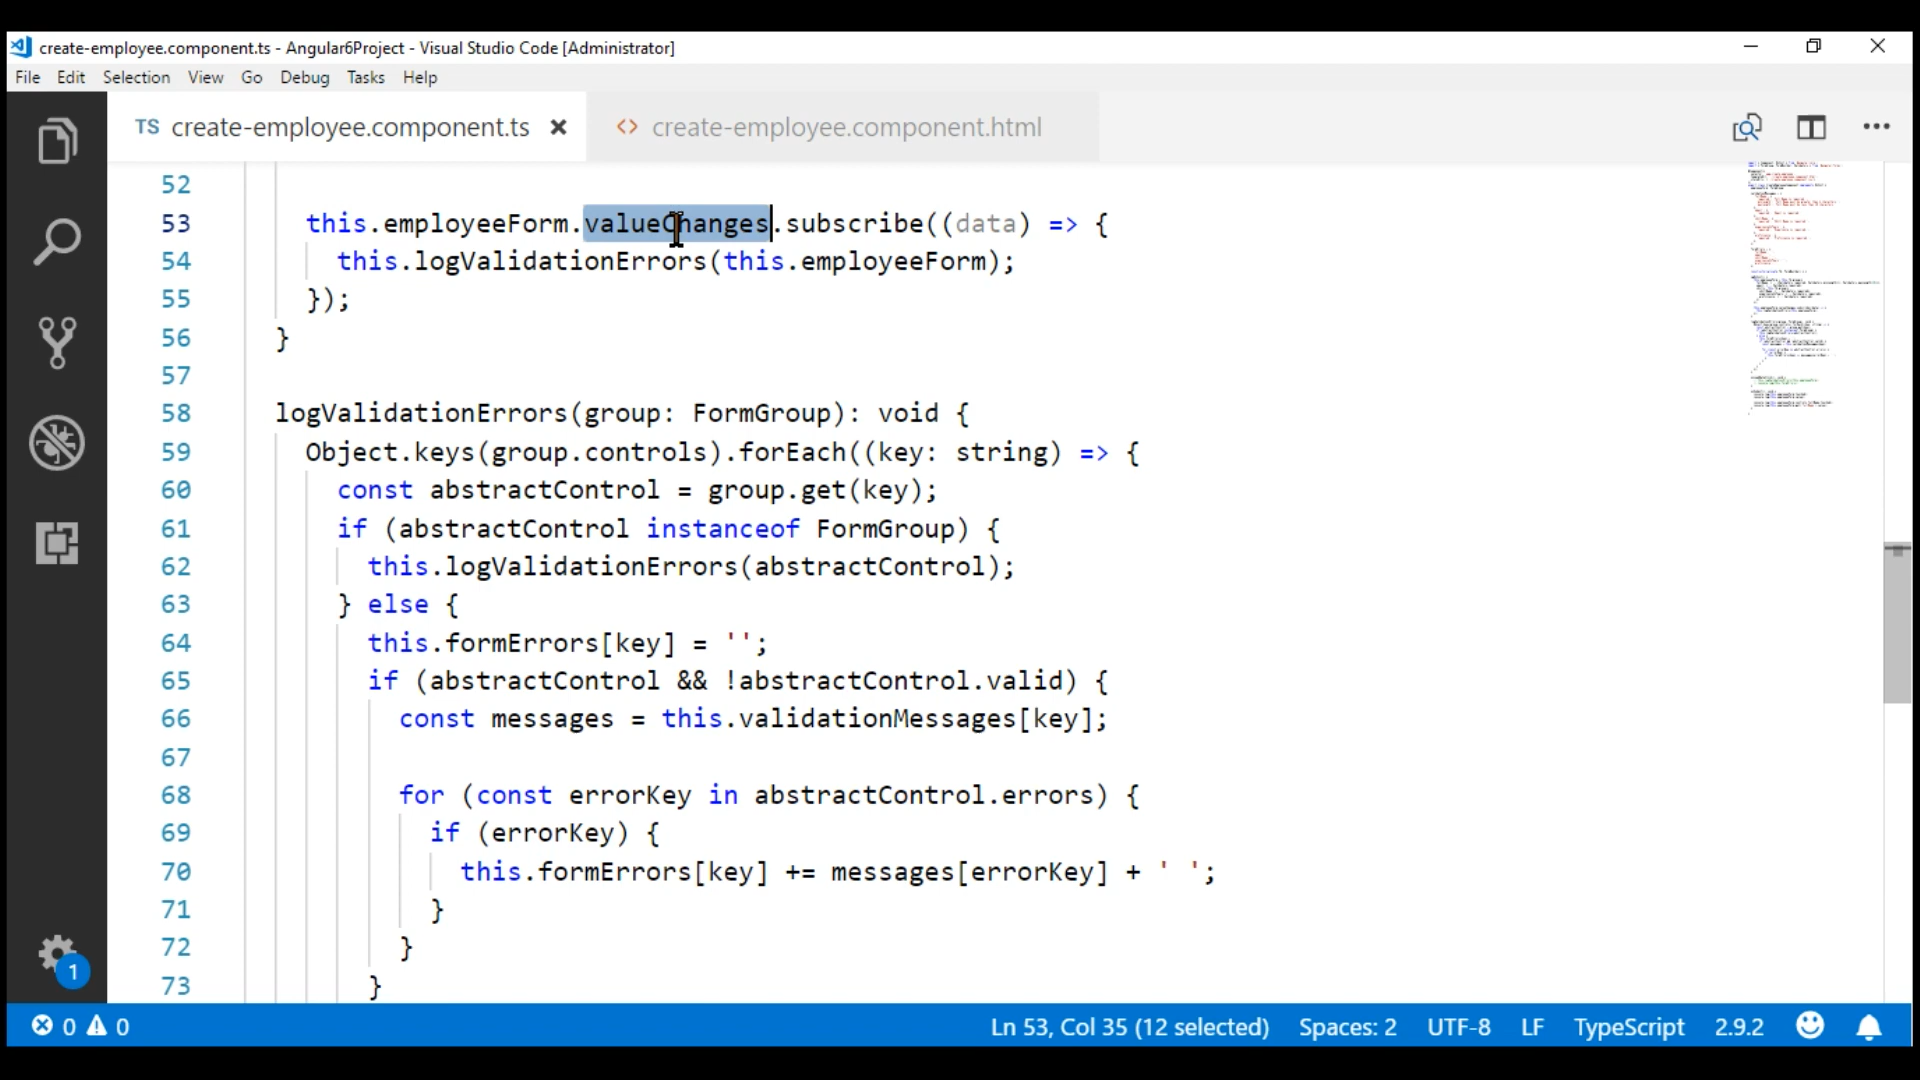 create-employee.component.ts - Angular6Project - Visual Studio Code [Administrator]
File Edit Selection View Go Debug Tasks Help
TS create-employee.component.ts <> create-employee.component.html
52
53 this.employeeForm.valueChanges.subscribe((data) => {
54 this.logValidationErrors(this.employeeForm);
55 });
56 }
57
58 logValidationErrors(group: FormGroup): void {
59 Object.keys(group.controls).forEach((key: string) => {
60 const abstractControl = group.get(key);
61 if (abstractControl instanceof FormGroup) {
62 this.logValidationErrors(abstractControl);
63 } else {
64 this.formErrors[key] = '';
65 if (abstractControl && !abstractControl.valid) {
66 const messages = this.validationMessages[key];
67
68 for (const errorKey in abstractControl.errors) {
69 if (errorKey) {
70 this.formErrors[key] += messages[errorKey] + ' ';
71 }
72 }
73 }
1
0 0 Ln 53, Col 35 (12 selected) Spaces: 2 UTF-8 LF TypeScript 2.9.2